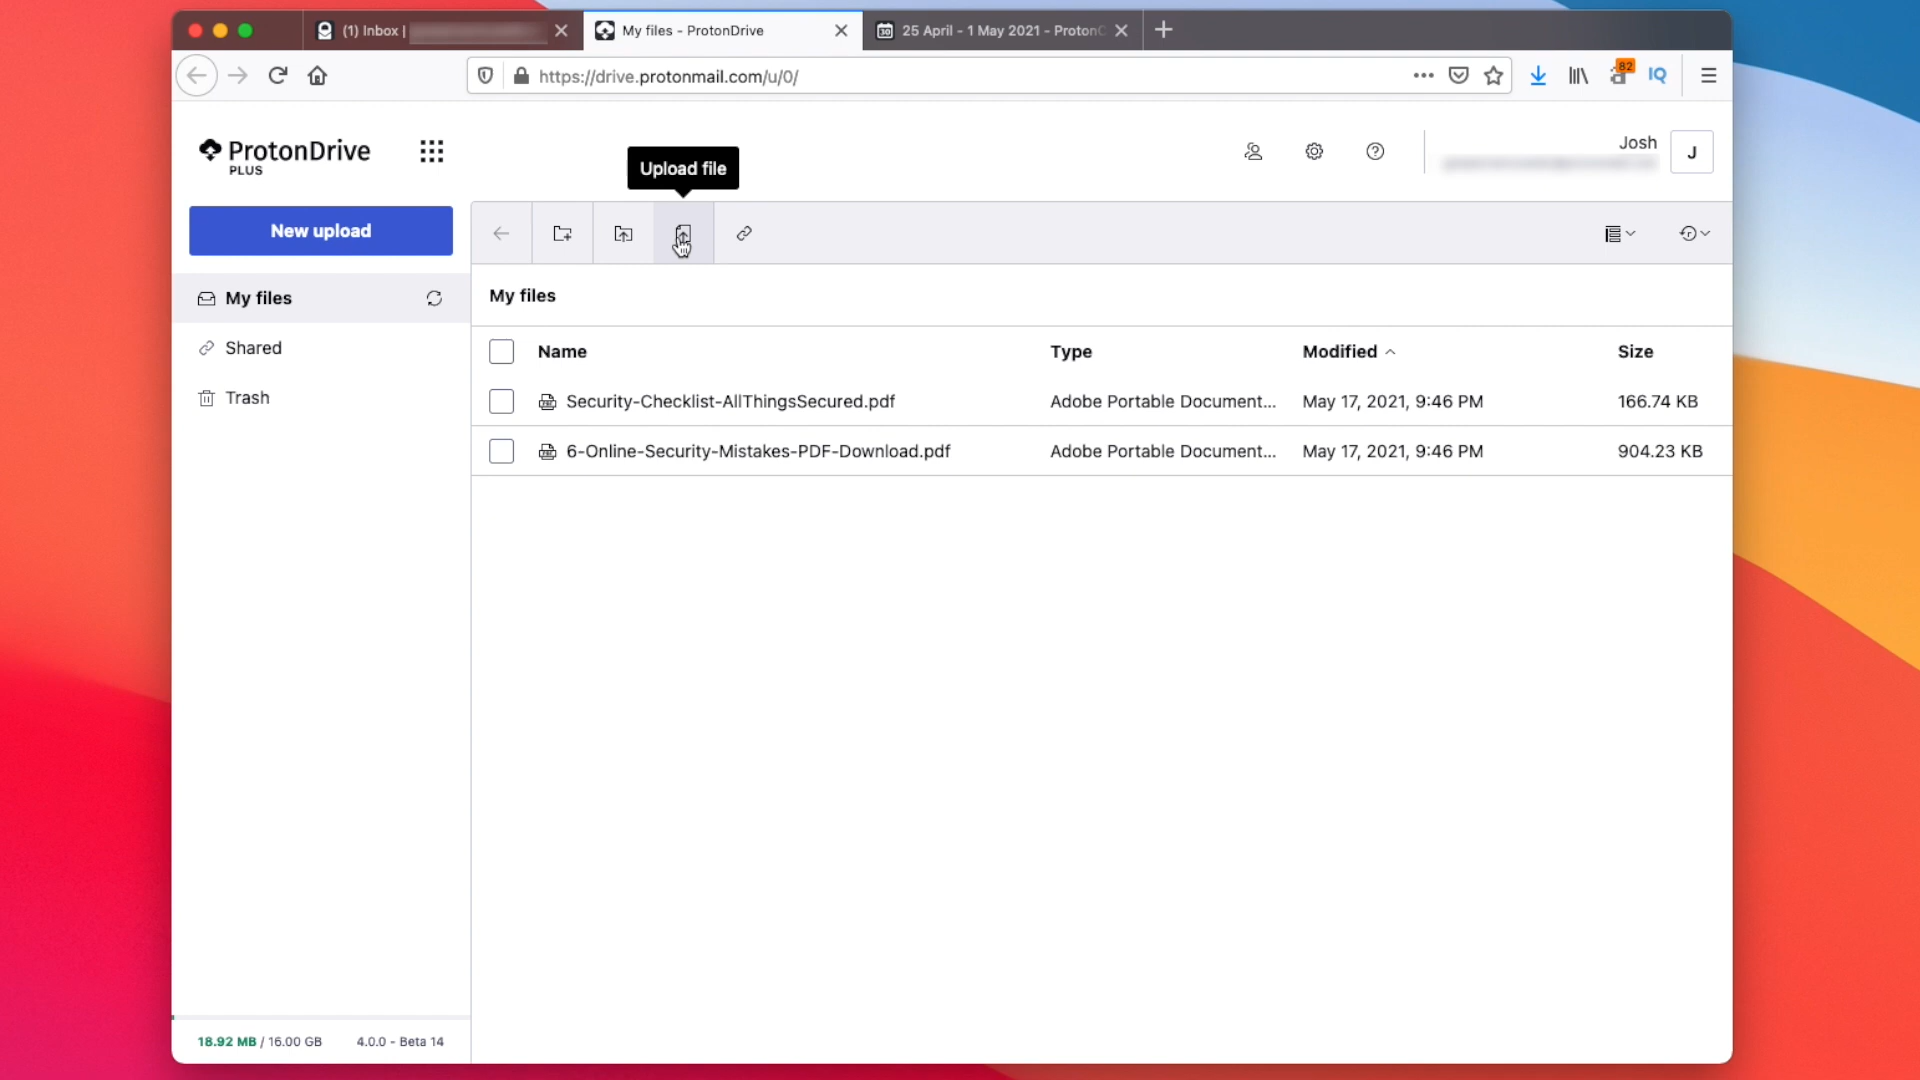 (1) Inbox |
My files - ProtonDrive
25 April - 1 May 2021 - Proton
https://drive.protonmail.com/u/0/
82
IQ
ProtonDrive
PLUS
Upload file
Josh
J
New upload
My files
Shared
Trash
My files
Name Type Modified Size
Security-Checklist-AllThingsSecured.pdf Adobe Portable Document... May 17, 2021, 9:46 PM 166.74 KB
6-Online-Security-Mistakes-PDF-Download.pdf Adobe Portable Document... May 17, 2021, 9:46 PM 904.23 KB
18.92 MB / 16.00 GB 4.0.0 - Beta 14